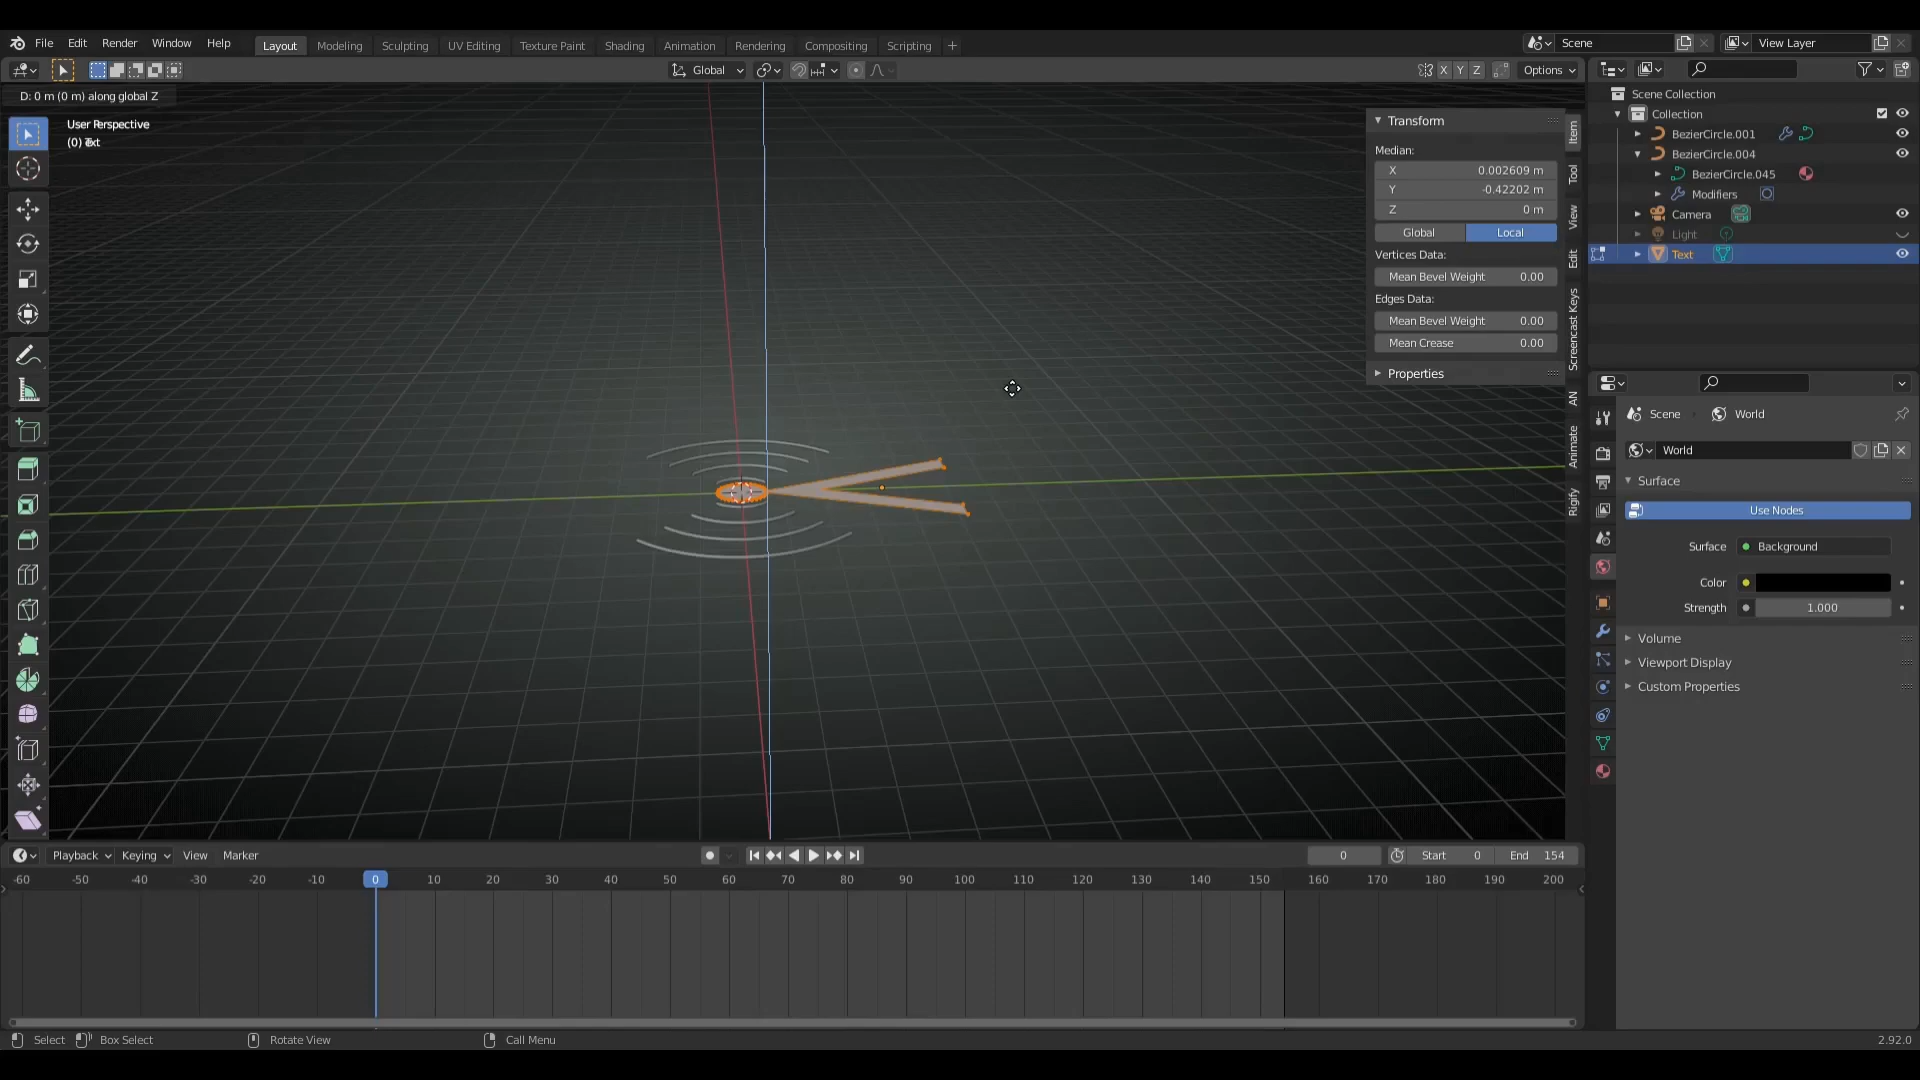 File Edit Render Window Help Layout Modeling Sculpting UV Editing Texture Paint Shading Animation Rendering Compositing Scripting + Scene View Layer
Global X Y Z Options
D: 0 m (0 m) along global Z
User Perspective
Transform
Median:
X 0.002609 m
Y -0.42202 m
Z 0 m
Global Local
Vertices Data:
Mean Bevel Weight 0.00
Edges Data:
Mean Bevel Weight 0.00
Mean Crease 0.00
Properties
Item
Tool
View
Edit
Screencast Keys
AN
Animate
Rigify
Scene Collection
Collection
BezierCircle.001
BezierCircle.004
BezierCircle.045
Modifiers
Camera
Light
Text
Scene World
World
Surface
Use Nodes
Surface Background
Color
Strength 1.000
Volume
Viewport Display
Custom Properties
Playback Keying View Marker 0 Start 0 End 154
-60 -50 -40 -30 -20 -10 0 10 20 30 40 50 60 70 80 90 100 110 120 130 140 150 160 170 180 190 200
Select Box Select Rotate View Call Menu 2.92.0